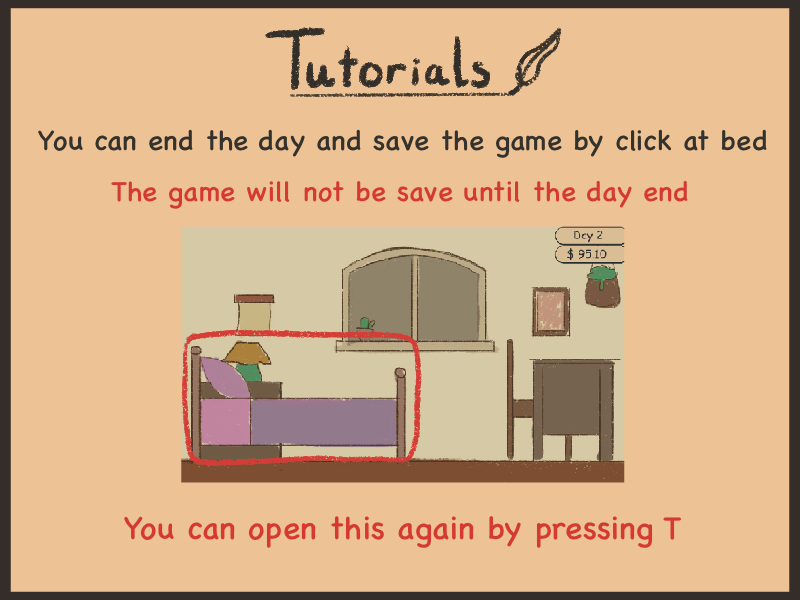 Tutorials
You can end the day and save the game by click at bed
The game will not be save until the day end
Day 2
$ 9510
You can open this again by pressing T